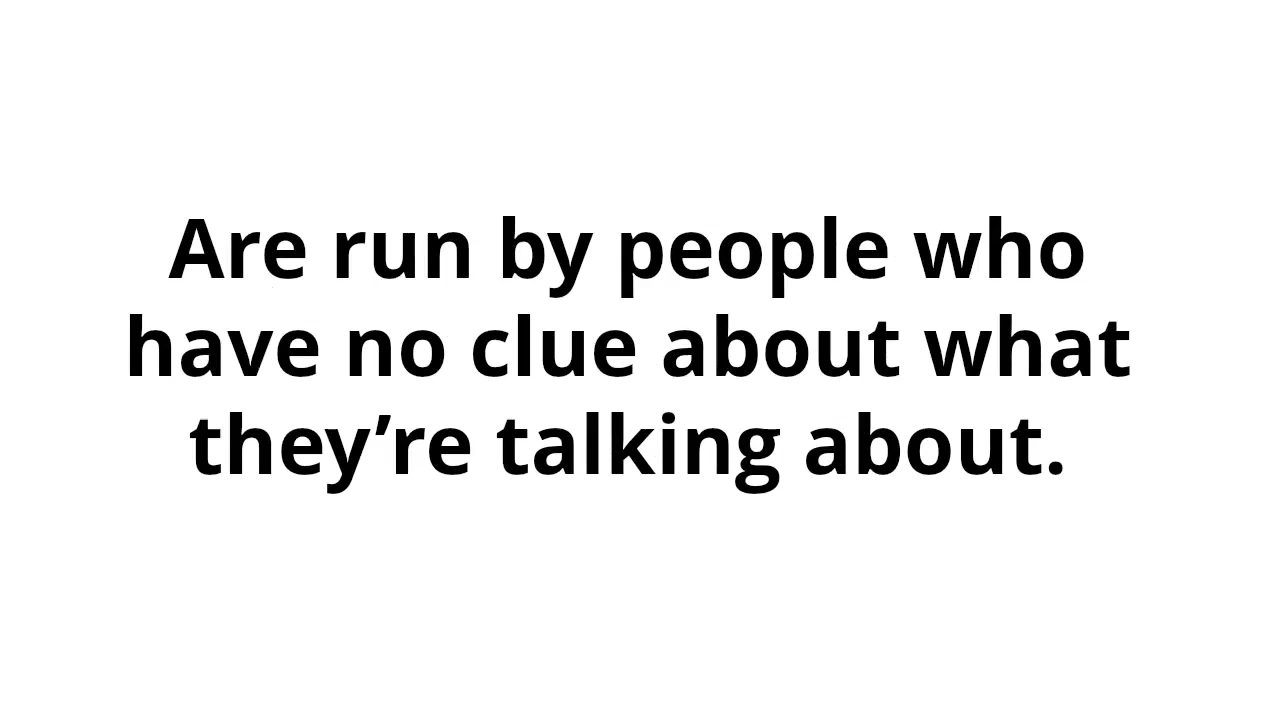 Are run by people who
have no clue about what
they’re talking about.